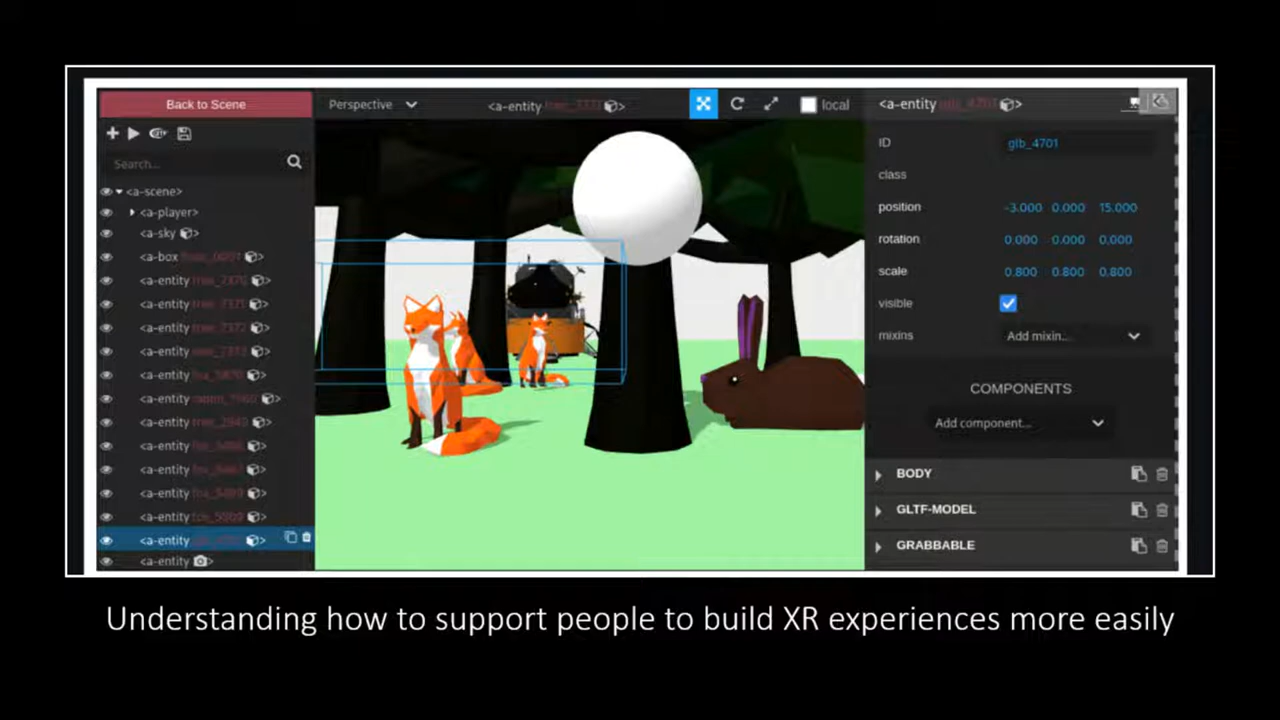 Back to Scene
Search...
<a-scene>
<a-player>
<a-sky >
<a-box >
<a-entity >
<a-entity >
<a-entity >
<a-entity >
<a-entity >
<a-entity >
<a-entity >
<a-entity >
<a-entity >
<a-entity >
<a-entity >
<a-entity >
<a-entity >
Perspective
<a-entity >
local
<a-entity >
ID glb_4701
class
position -3.000 0.000 15.000
rotation 0.000 0.000 0.000
scale 0.800 0.800 0.800
visible
mixins Add mixin...
COMPONENTS
Add component...
BODY
GLTF-MODEL
GRABBABLE
Understanding how to support people to build XR experiences more easily